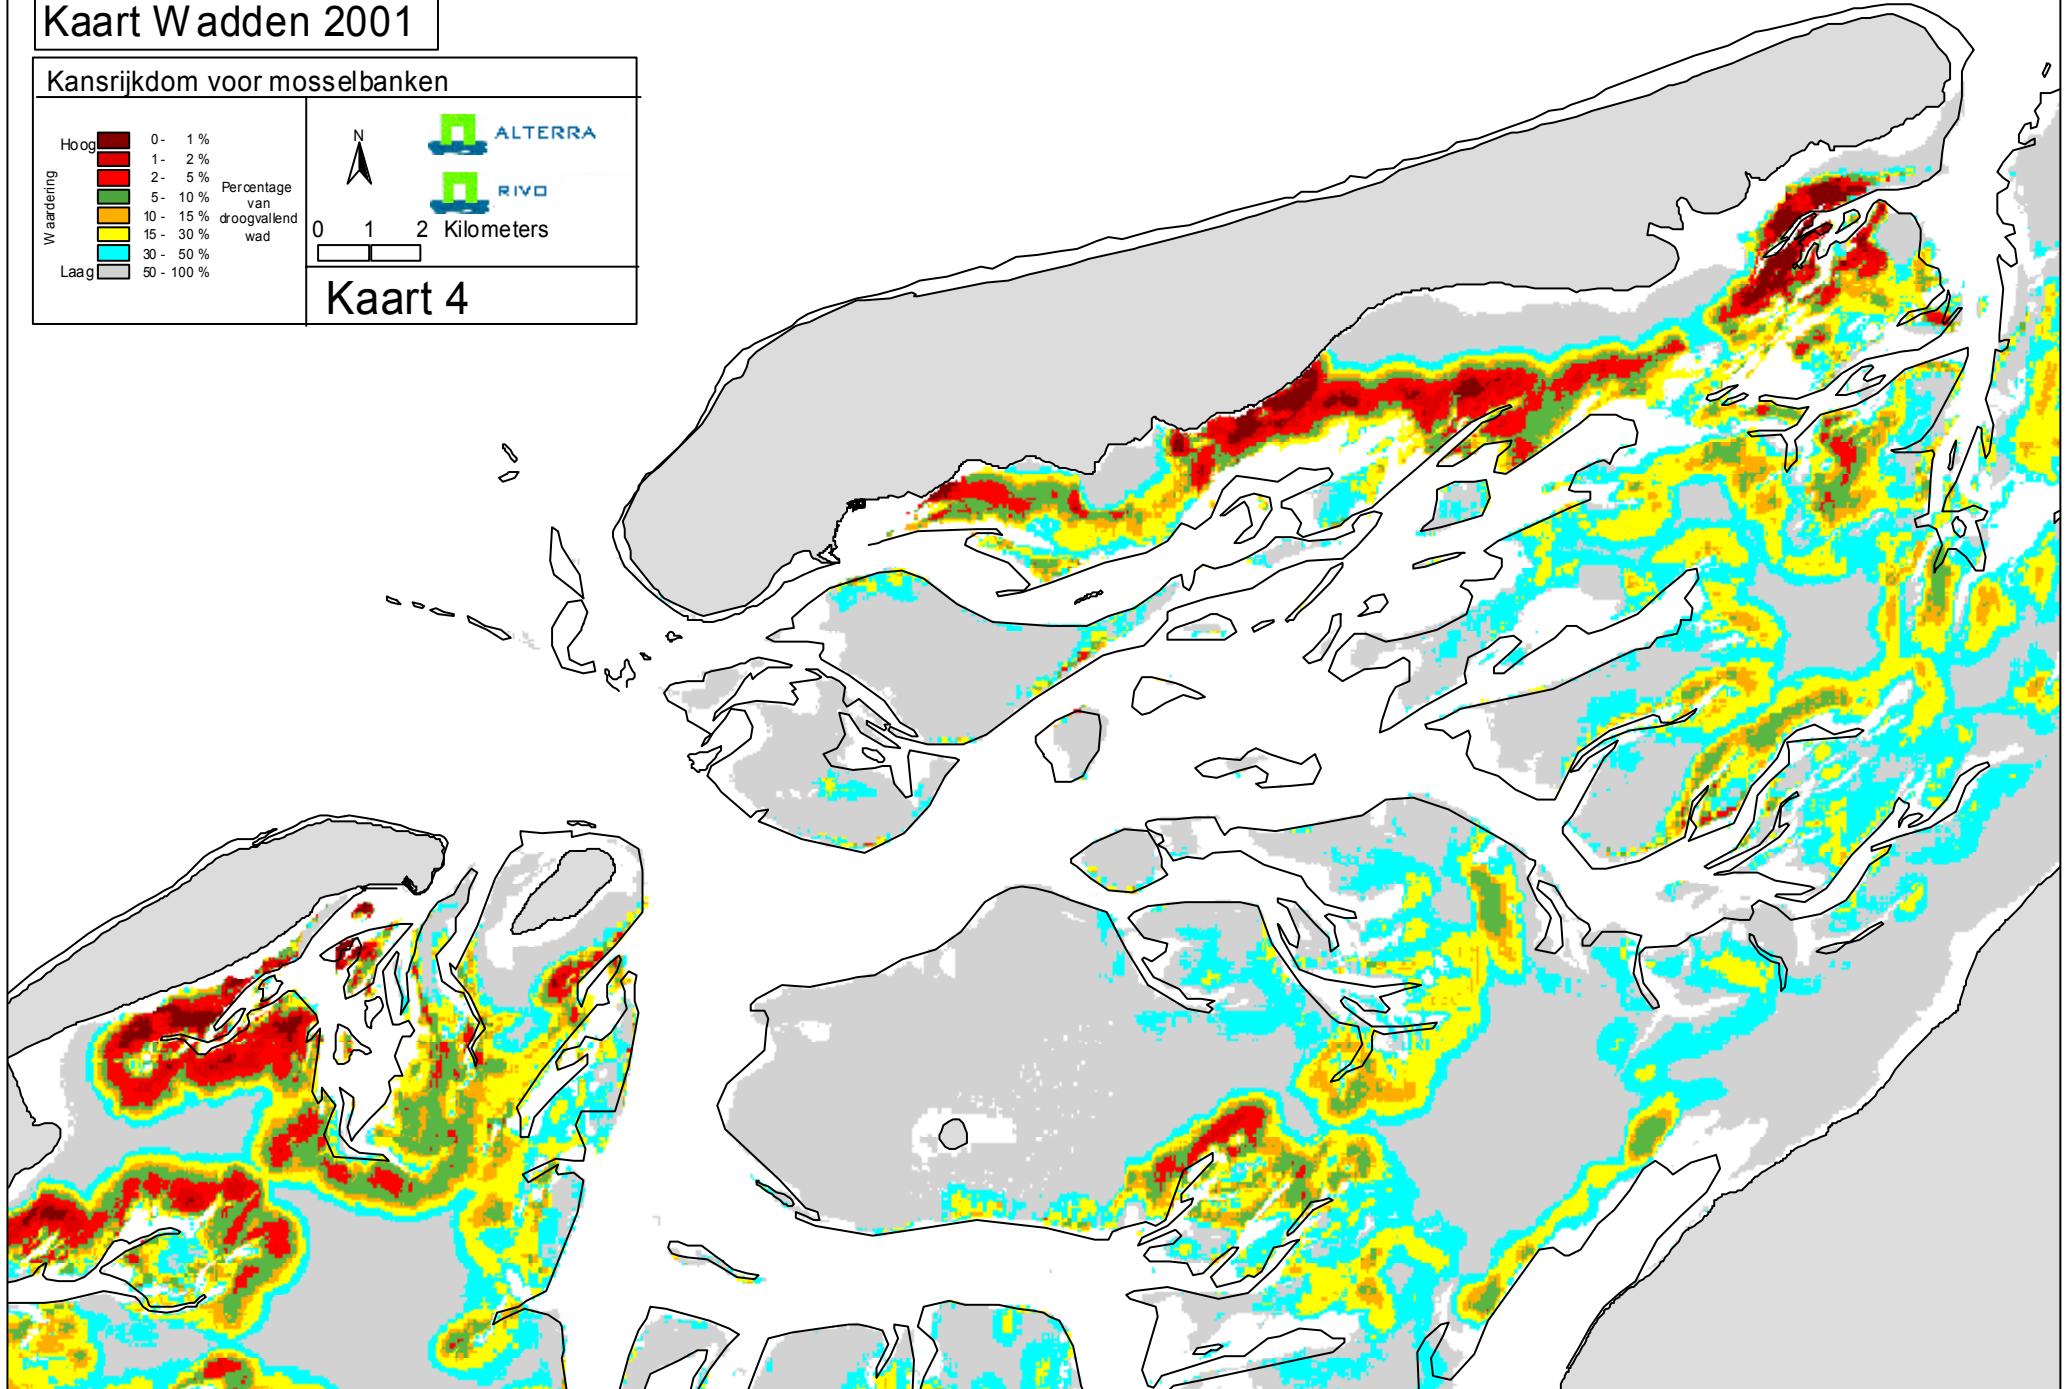 Kaart Wadden 2001
Kansrijkdom voor mosselbanken
Waardering
Hoog
0 - 1 %
1 - 2 %
2 - 5 %
5 - 10 %
10 - 15 %
15 - 30 %
30 - 50 %
Laag 50 - 100 %
Percentage
van
droogvallend
wad
N
ALTERRA
RIVO
0 1 2 Kilometers
Kaart 4